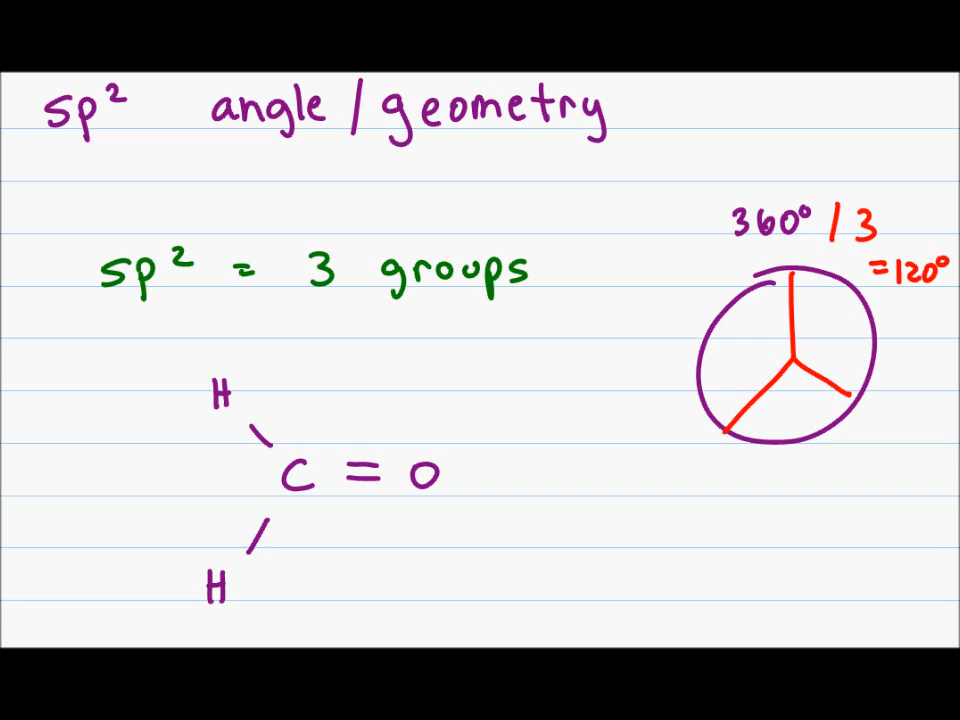 sp² angle / geometry
360° / 3
= 120°
sp² = 3 groups
H
C = O
H